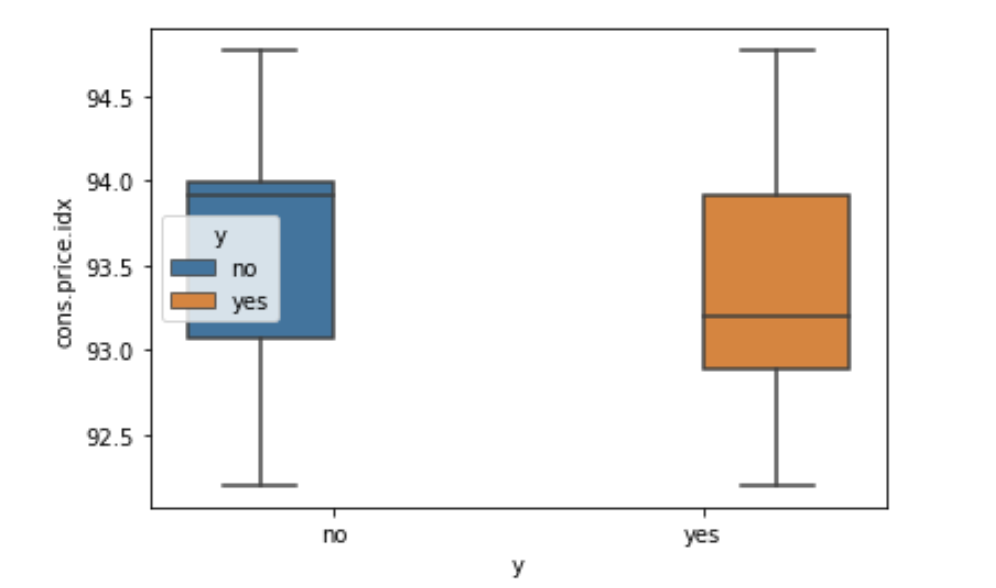 94.5
94.0
93.5
93.0
92.5
cons.price.idx
y
no
yes
no
yes
y